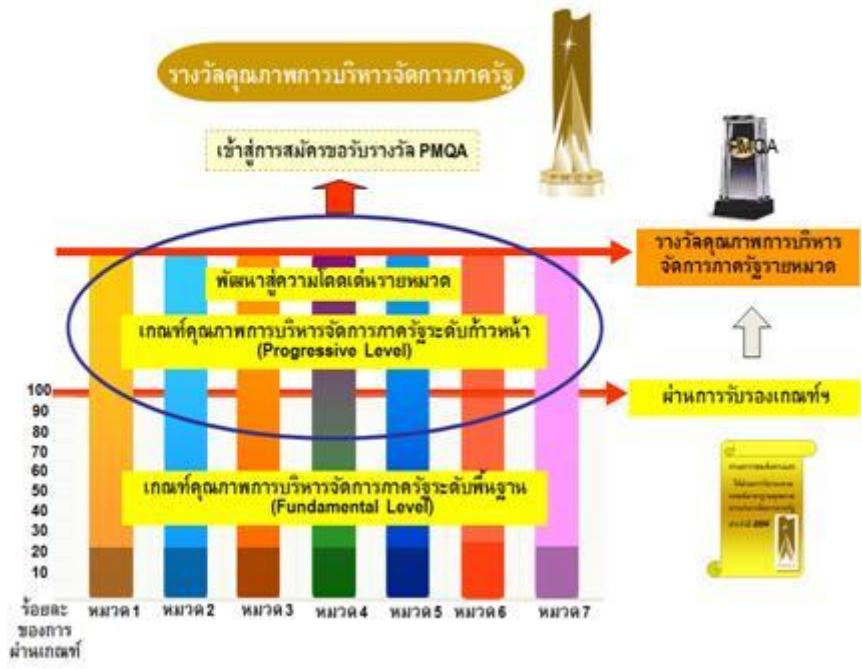 รางวัลคุณภาพการบริหารจัดการภาครัฐ
เข้าสู่การสมัครขอรับรางวัล PMQA
PMQA
รางวัลคุณภาพการบริหาร
จัดการภาครัฐรายหมวด
พัฒนาสู่ความโดดเด่นรายหมวด
เกณฑ์คุณภาพการบริหารจัดการภาครัฐระดับก้าวหน้า
(Progressive Level)
ผ่านการรับรองเกณฑ์ฯ
100
90
80
70
60
50
40
30
20
10
เกณฑ์คุณภาพการบริหารจัดการภาครัฐระดับพื้นฐาน
(Fundamental Level)
ร้อยละ
ของการ
ผ่านเกณฑ์
หมวด 1
หมวด 2
หมวด 3
หมวด 4
หมวด 5
หมวด 6
หมวด 7